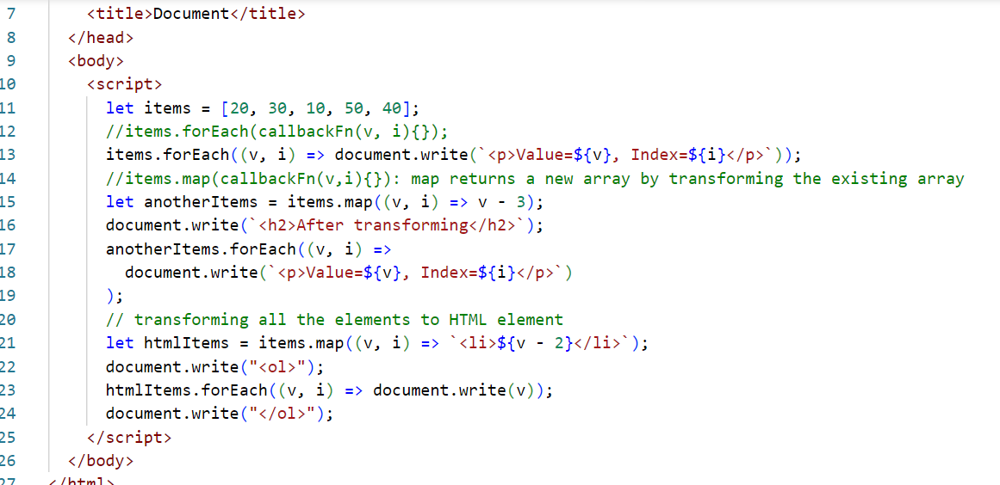 7 <title>Document</title>
8 </head>
9 <body>
10 <script>
11 let items = [20, 30, 10, 50, 40];
12 //items.forEach(callbackFn(v, i){});
13 items.forEach((v, i) => document.write(`<p>Value=${v}, Index=${i}</p>`));
14 //items.map(callbackFn(v,i){}): map returns a new array by transforming the existing array
15 let anotherItems = items.map((v, i) => v - 3);
16 document.write(`<h2>After transforming</h2>`);
17 anotherItems.forEach((v, i) =>
18 document.write(`<p>Value=${v}, Index=${i}</p>`)
19 );
20 // transforming all the elements to HTML element
21 let htmlItems = items.map((v, i) => `<li>${v - 2}</li>`);
22 document.write("<ol>");
23 htmlItems.forEach((v, i) => document.write(v));
24 document.write("</ol>");
25 </script>
26 </body>
27 </html>